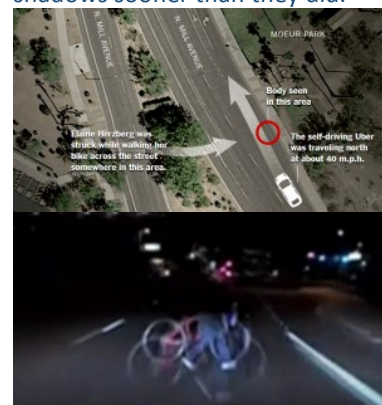 shadows sooner than they did.
N. MILL AVENUE
N. MILL AVENUE
MOEUR PARK
Body seen
in this area
Elaine Herzberg was
struck while walking her
bike across the street
somewhere in this area.
The self-driving Uber
was traveling north
at about 40 m.p.h.